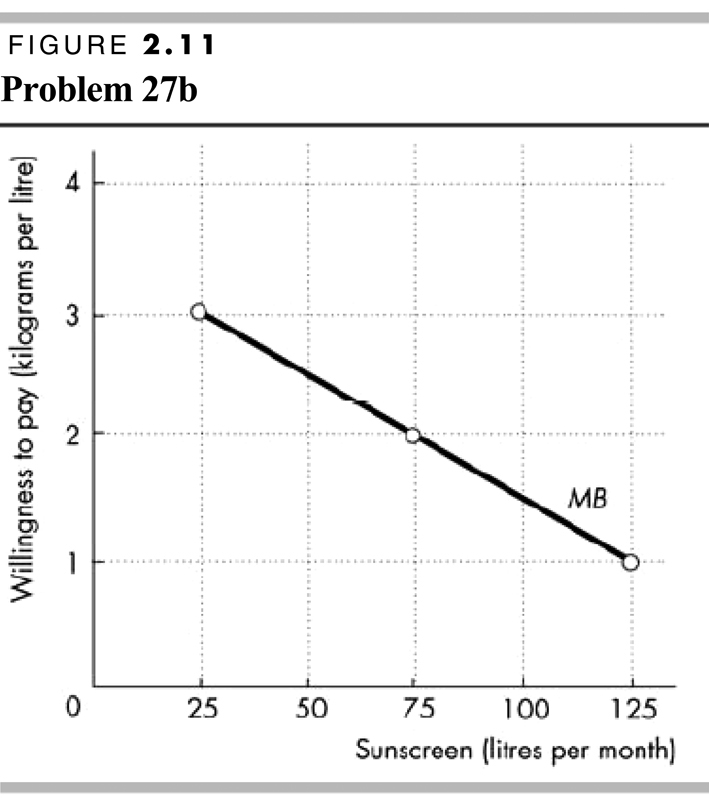 FIGURE 2.11
Problem 27b
Willingness to pay (kilograms per litre)
4
3
2
1
0
MB
25 50 75 100 125
Sunscreen (litres per month)